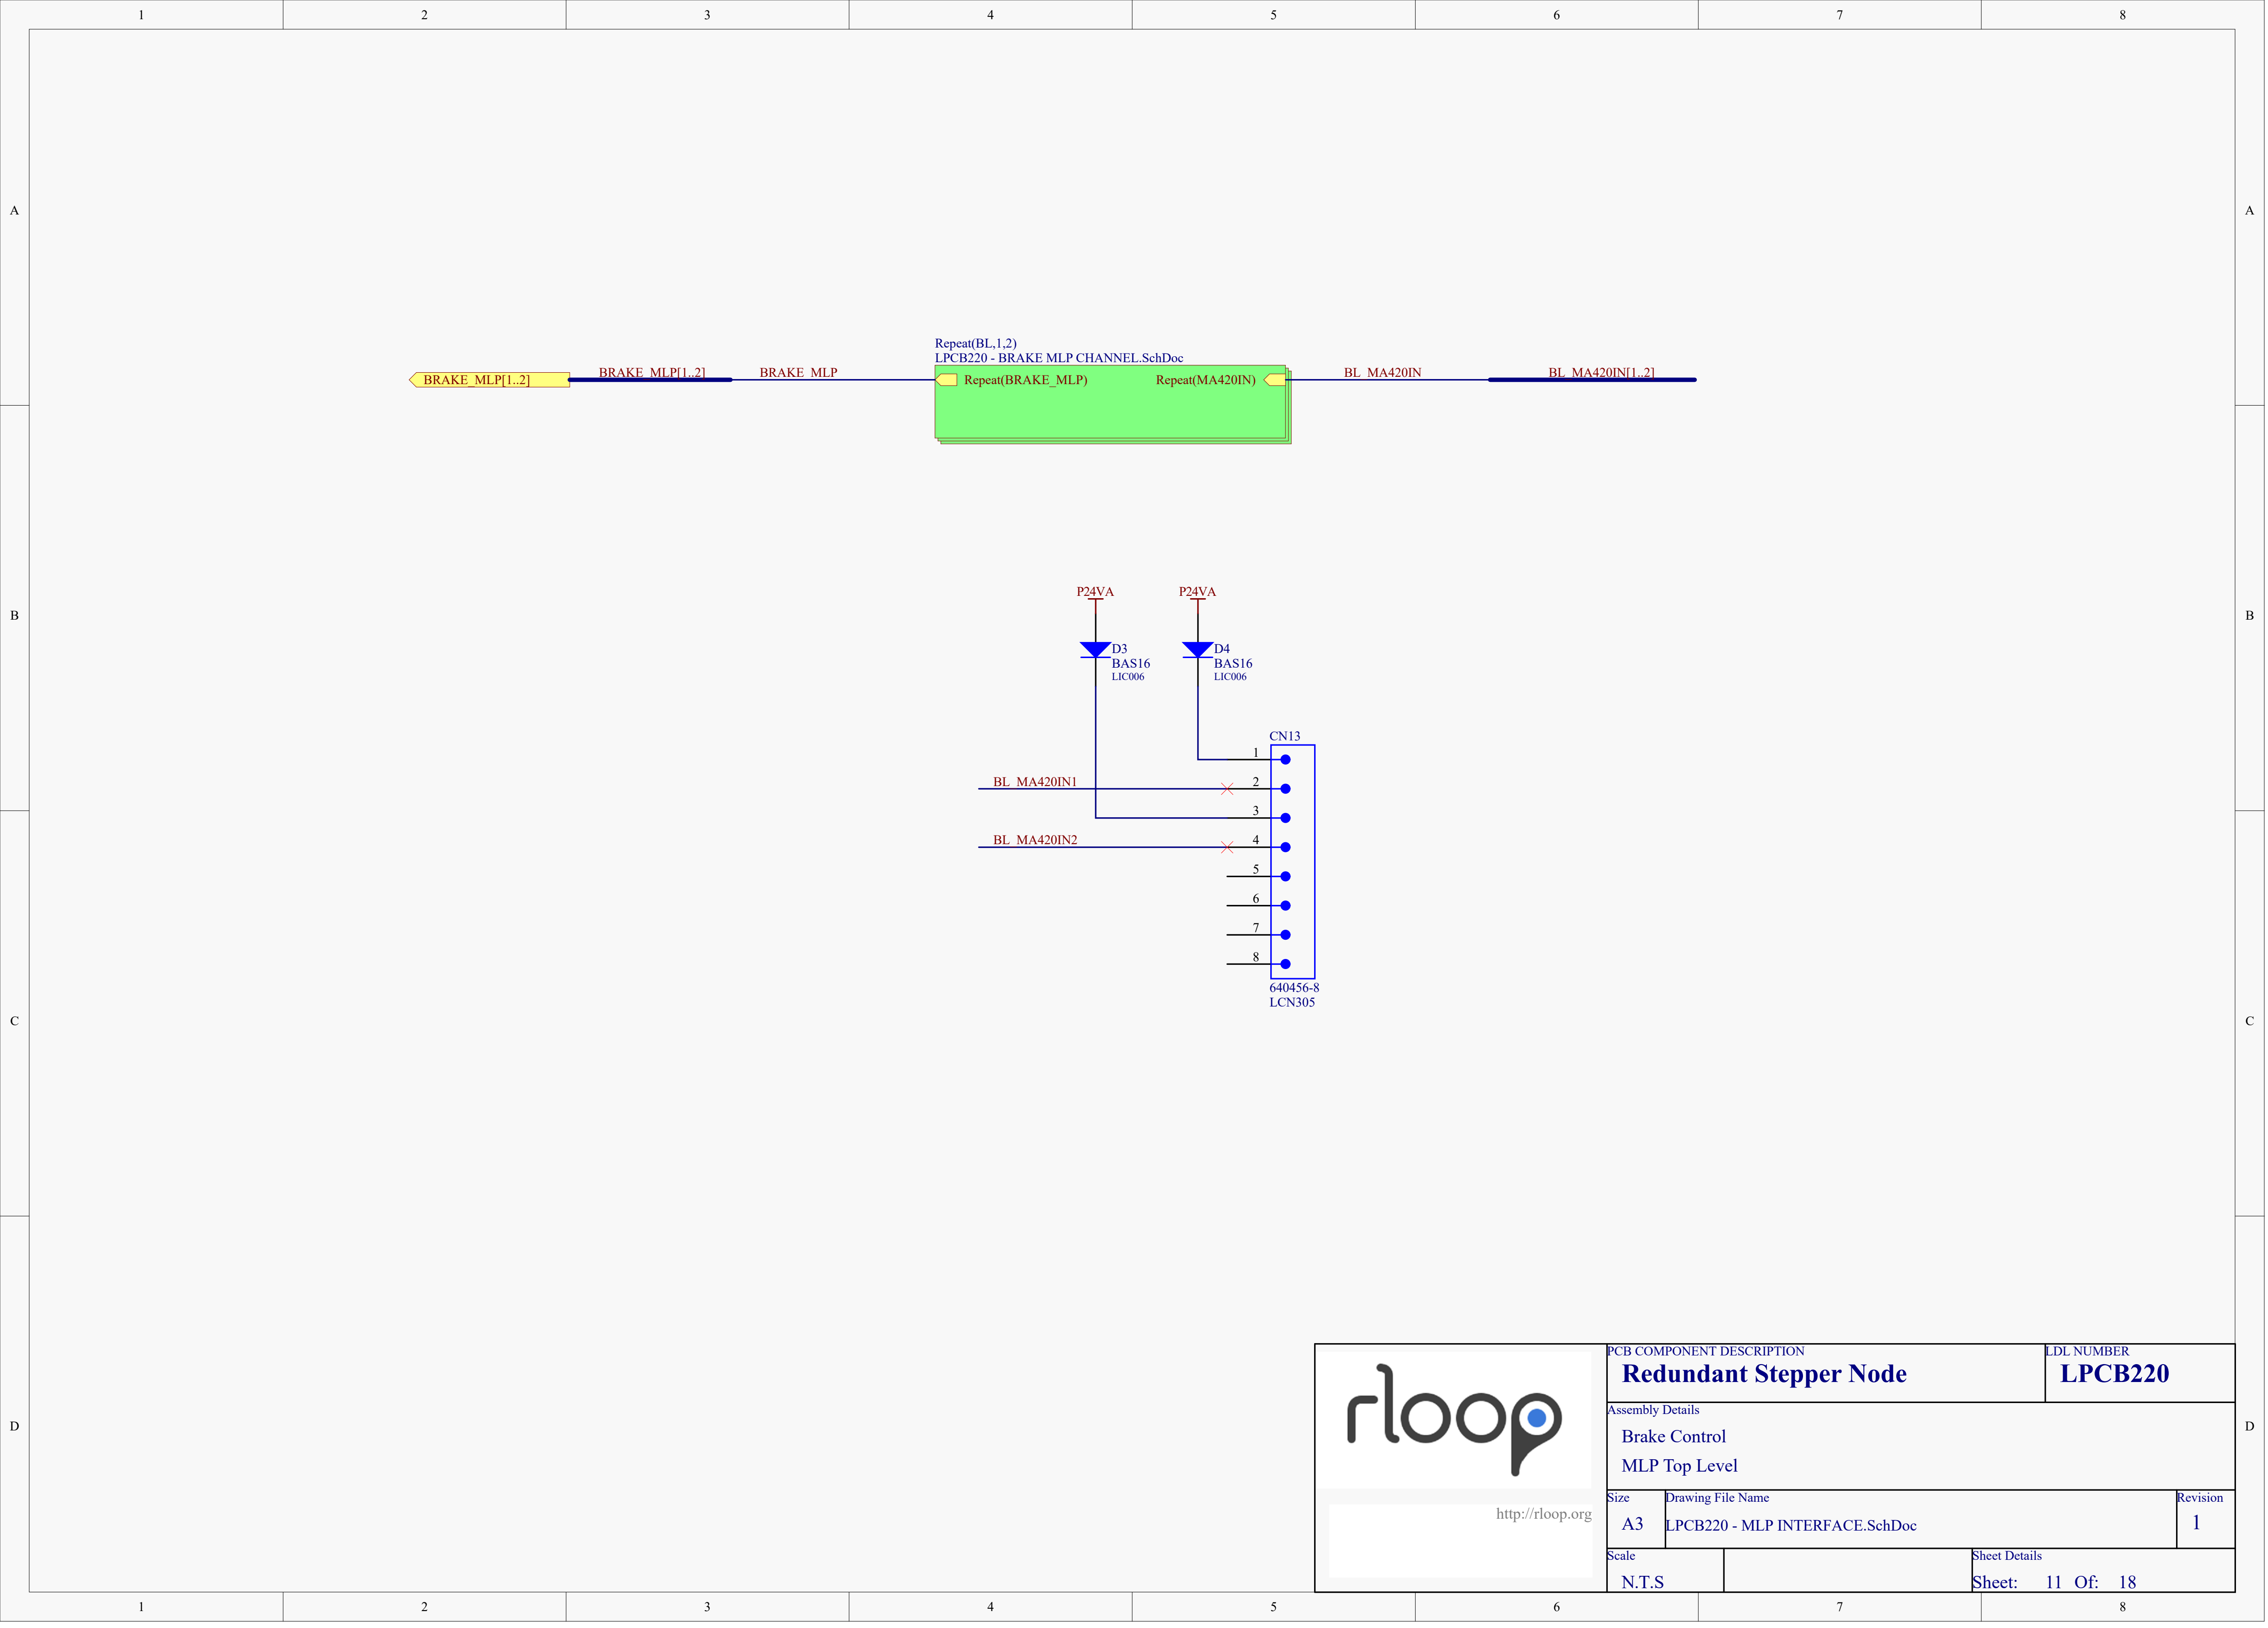 1 2 3 4 5 6 7 8
A A
Repeat(BL,1,2)
LPCB220 - BRAKE MLP CHANNEL.SchDoc
BRAKE_MLP[1..2] BRAKE_MLP[1..2] BRAKE_MLP Repeat(BRAKE_MLP) Repeat(MA420IN) BL_MA420IN BL_MA420IN[1..2]
P24VA P24VA
B B
D3 D4
BAS16 BAS16
LIC006 LIC006
CN13
1
BL_MA420IN1 2
3
BL_MA420IN2 4
5
6
7
8
640456-8
LCN305
C C
PCB COMPONENT DESCRIPTION LDL NUMBER
Redundant Stepper Node LPCB220
rloop
Assembly Details
D D
Brake Control
MLP Top Level
Size Drawing File Name Revision
http://rloop.org
A3 LPCB220 - MLP INTERFACE.SchDoc 1
Scale Sheet Details
N.T.S Sheet: 11 Of: 18
1 2 3 4 5 6 7 8